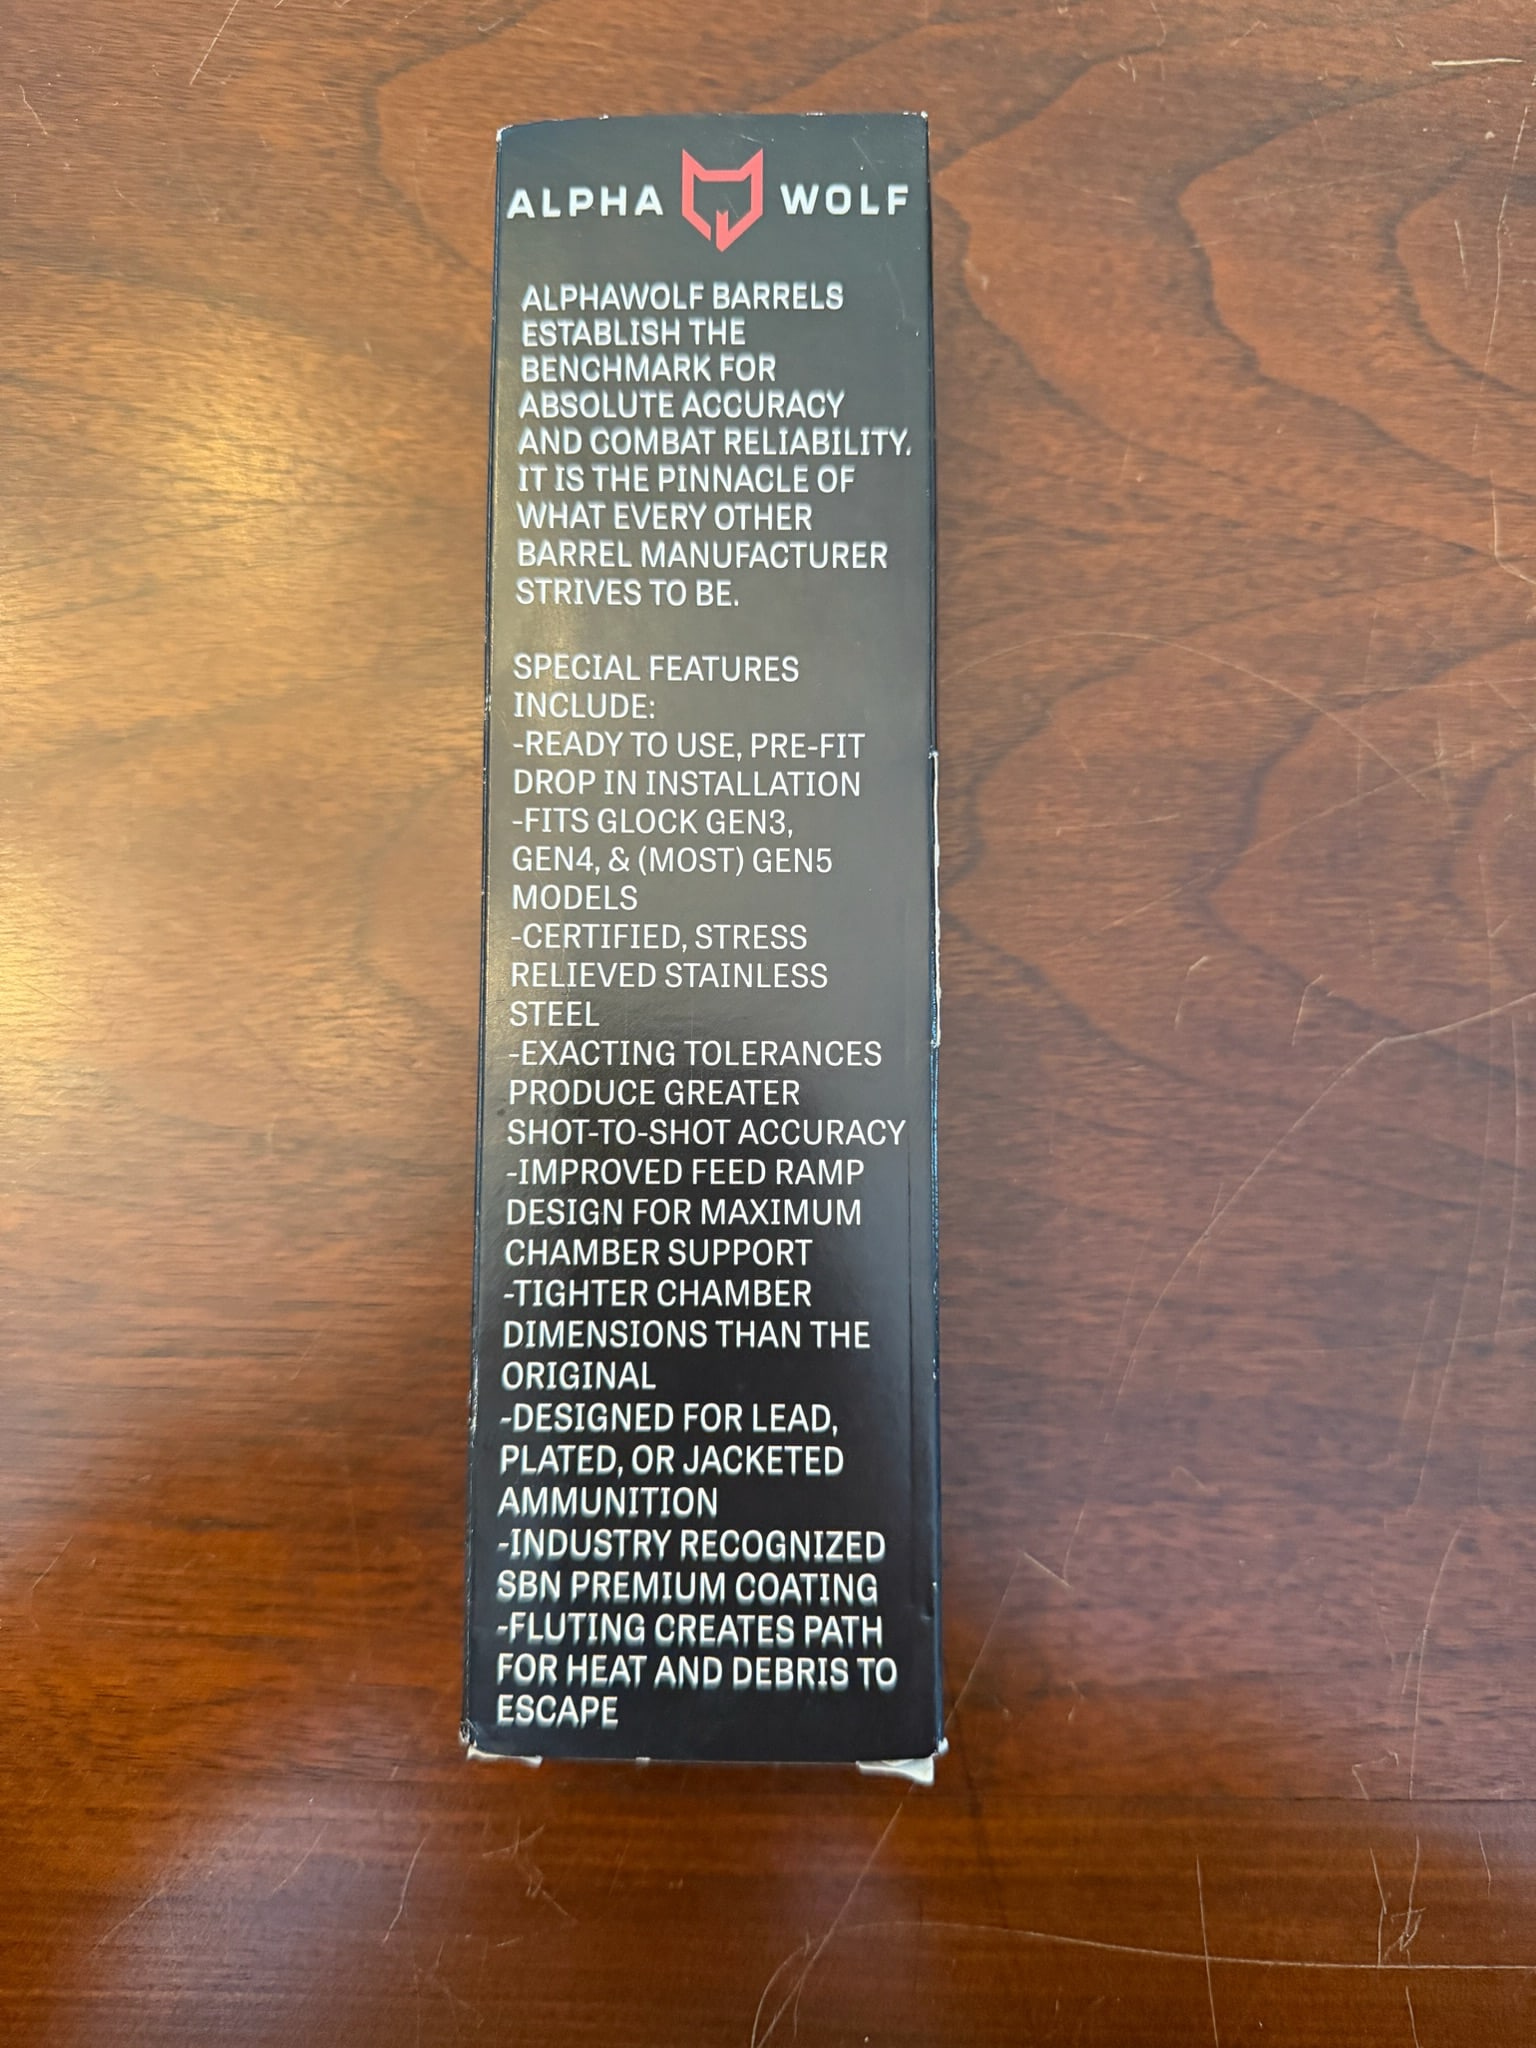 ALPHA WOLF
ALPHAWOLF BARRELS
ESTABLISH THE
BENCHMARK FOR
ABSOLUTE ACCURACY
AND COMBAT RELIABILITY.
IT IS THE PINNACLE OF
WHAT EVERY OTHER
BARREL MANUFACTURER
STRIVES TO BE.
SPECIAL FEATURES
INCLUDE:
-READY TO USE, PRE-FIT
DROP IN INSTALLATION
-FITS GLOCK GEN3,
GEN4, & (MOST) GEN5
MODELS
-CERTIFIED, STRESS
RELIEVED STAINLESS
STEEL
-EXACTING TOLERANCES
PRODUCE GREATER
SHOT-TO-SHOT ACCURACY
-IMPROVED FEED RAMP
DESIGN FOR MAXIMUM
CHAMBER SUPPORT
-TIGHTER CHAMBER
DIMENSIONS THAN THE
ORIGINAL
-DESIGNED FOR LEAD,
PLATED, OR JACKETED
AMMUNITION
-INDUSTRY RECOGNIZED
SBN PREMIUM COATING
-FLUTING CREATES PATH
FOR HEAT AND DEBRIS TO
ESCAPE